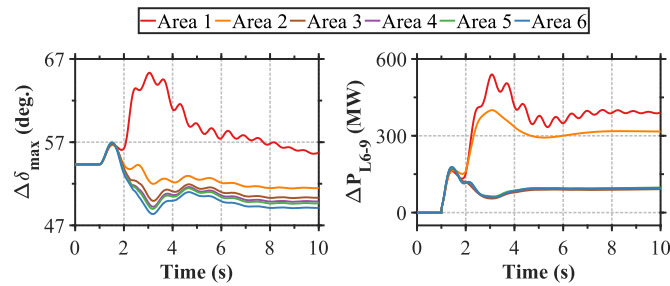 Area 1 Area 2 Area 3 Area 4 Area 5 Area 6
67
57
47
Δδmax
(deg.)
0 2 4 6 8 10
Time (s)
600
300
0
ΔPL6-9
(MW)
0 2 4 6 8 10
Time (s)